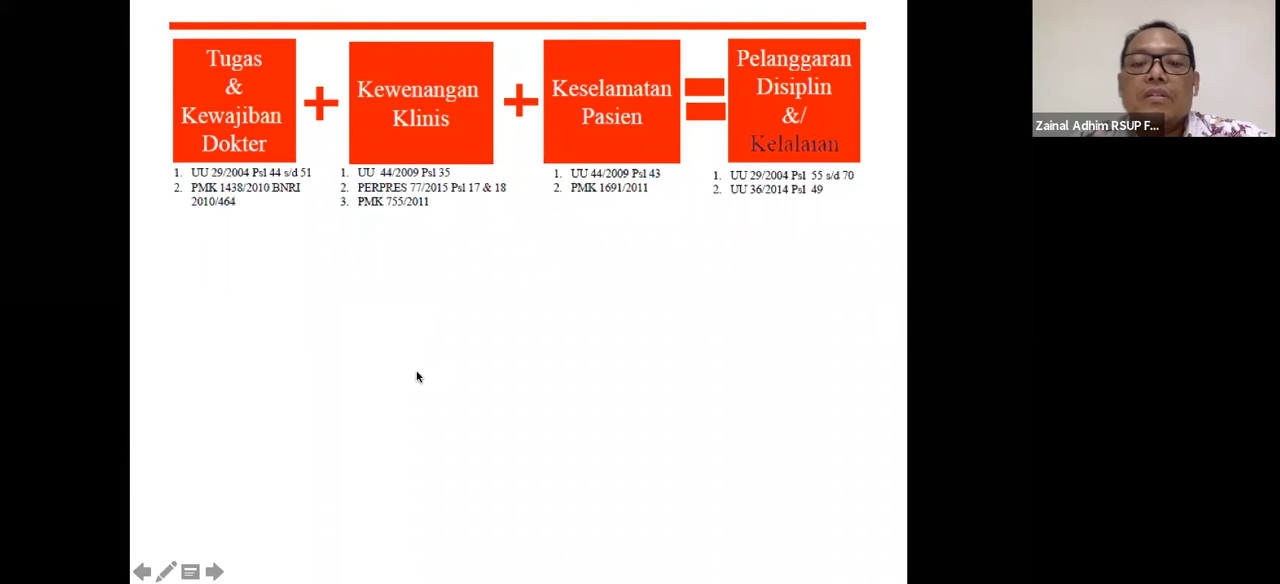 Tugas
&
Kewajiban
Dokter
+
Kewenangan
Klinis
+
Keselamatan
Pasien
=
Pelanggaran
Disiplin
&/
Kelalaian
1. UU 29/2004 Psl 44 s/d 51
2. PMK 1438/2010 BNRI
2010/464
1. UU 44/2009 Psl 35
2. PERPRES 77/2015 Psl 17 & 18
3. PMK 755/2011
1. UU 44/2009 Psl 43
2. PMK 1691/2011
1. UU 29/2004 Psl 55 s/d 70
2. UU 36/2014 Psl 49
Zainal Adhim RSUP F...